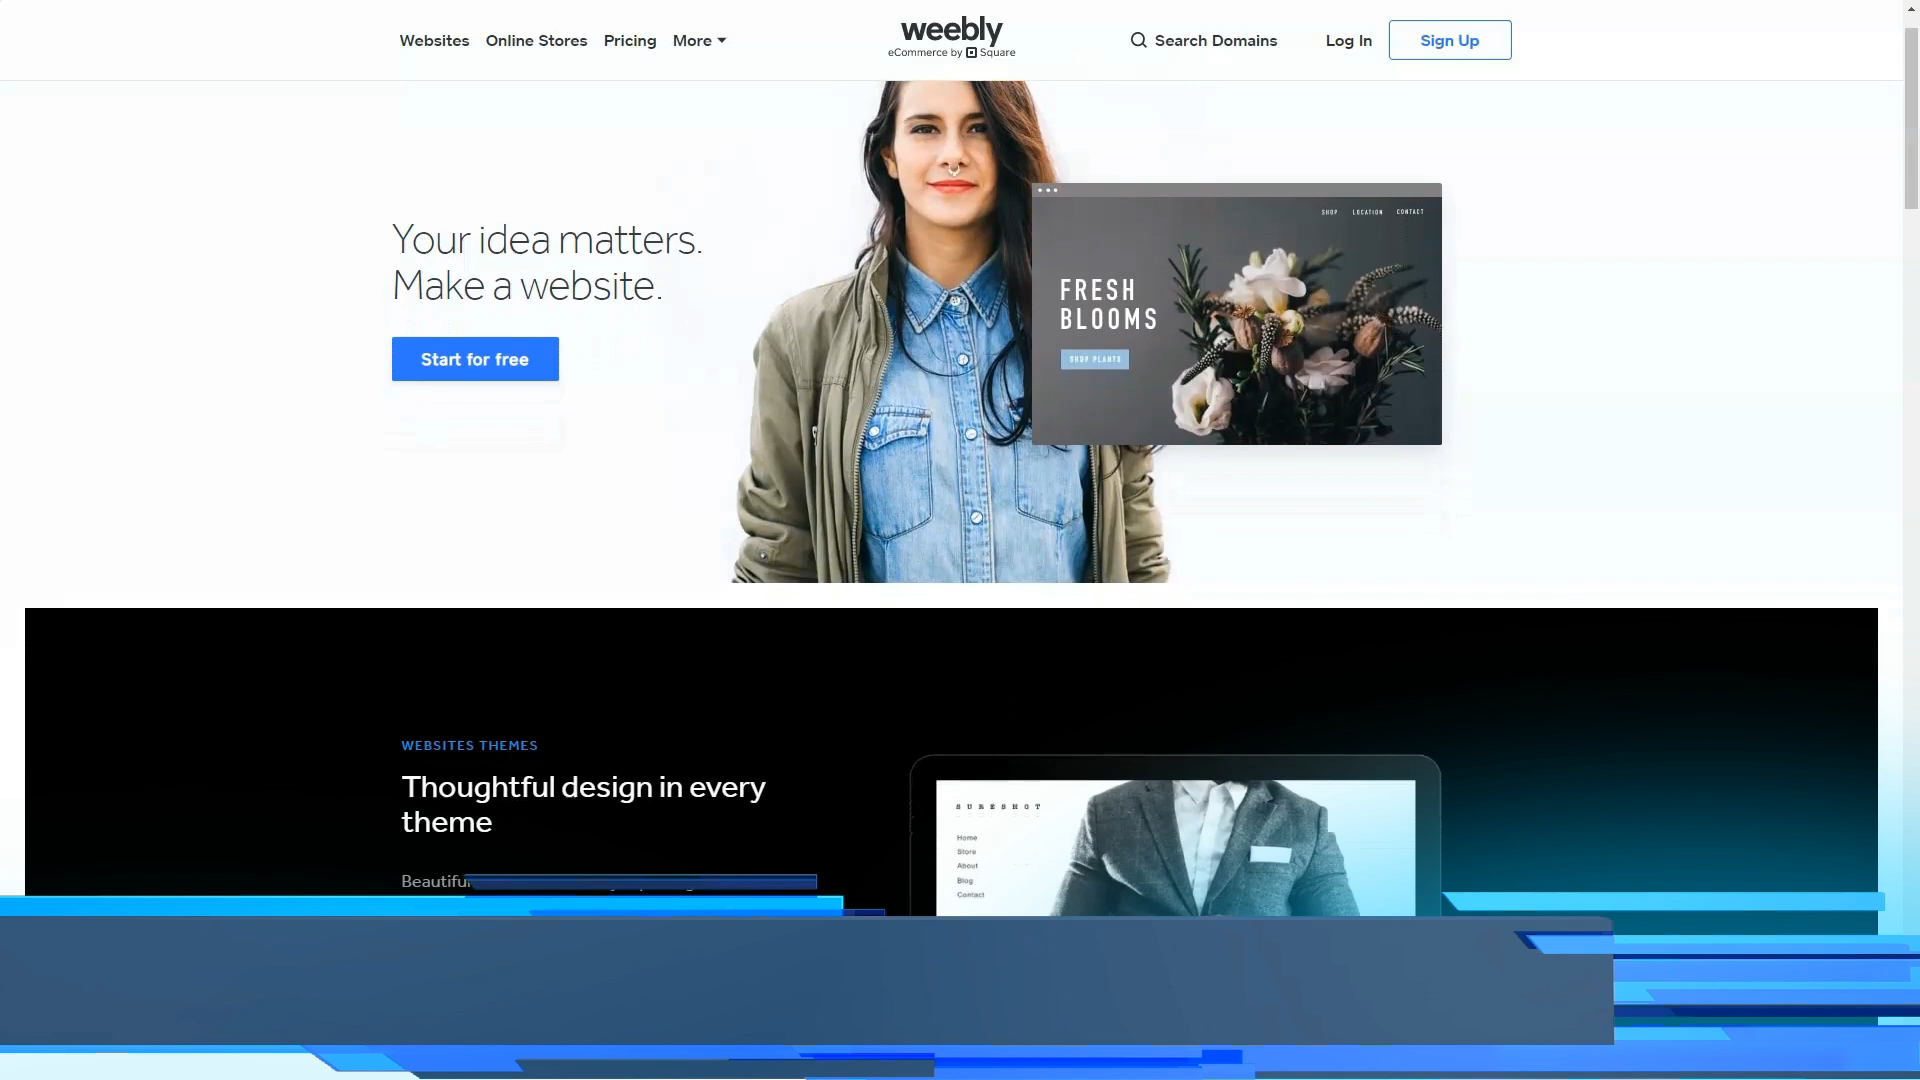 Websites Online Stores Pricing More
weebly
eCommerce by Square
Search Domains
Log In
Sign Up
Your idea matters.
Make a website.
Start for free
SHOP LOCATION CONTACT
FRESH
BLOOMS
SHOP PLANTS
WEBSITES THEMES
Thoughtful design in every
theme
Beautiful
SURESHOT
Home
Store
About
Blog
Contact